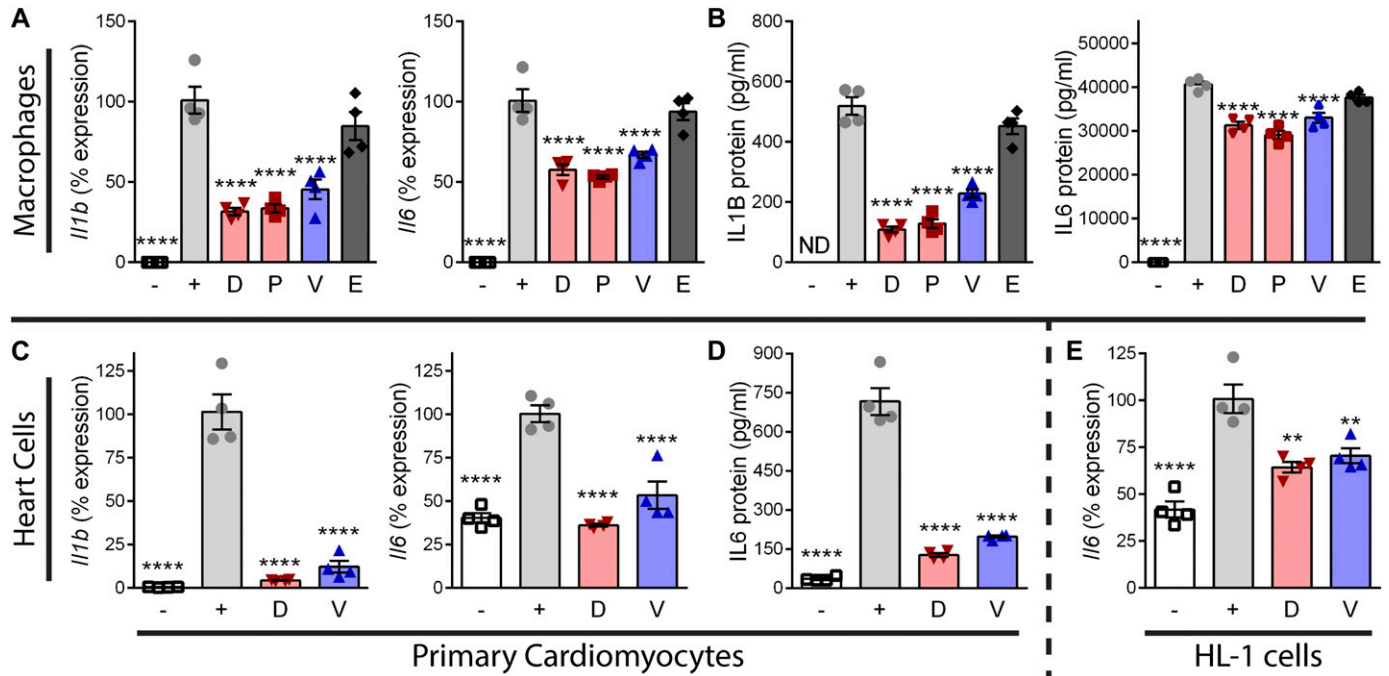 A
B
Macrophages
Il1b (% expression)
150
100
50
0
****
****
****
****
- + D P V E
Il6 (% expression)
150
100
50
0
****
****
****
****
- + D P V E
IL1B protein (pg/ml)
800
600
400
200
0
ND
****
****
****
- + D P V E
IL6 protein (pg/ml)
50000
40000
30000
20000
10000
0
****
****
****
****
- + D P V E
C
D
E
Heart Cells
Il1b (% expression)
125
100
75
50
25
0
****
****
****
- + D V
Il6 (% expression)
125
100
75
50
25
0
****
****
****
- + D V
IL6 protein (pg/ml)
900
750
600
450
300
150
0
****
****
****
- + D V
Il6 (% expression)
125
100
75
50
25
0
****
**
**
- + D V
Primary Cardiomyocytes
HL-1 cells